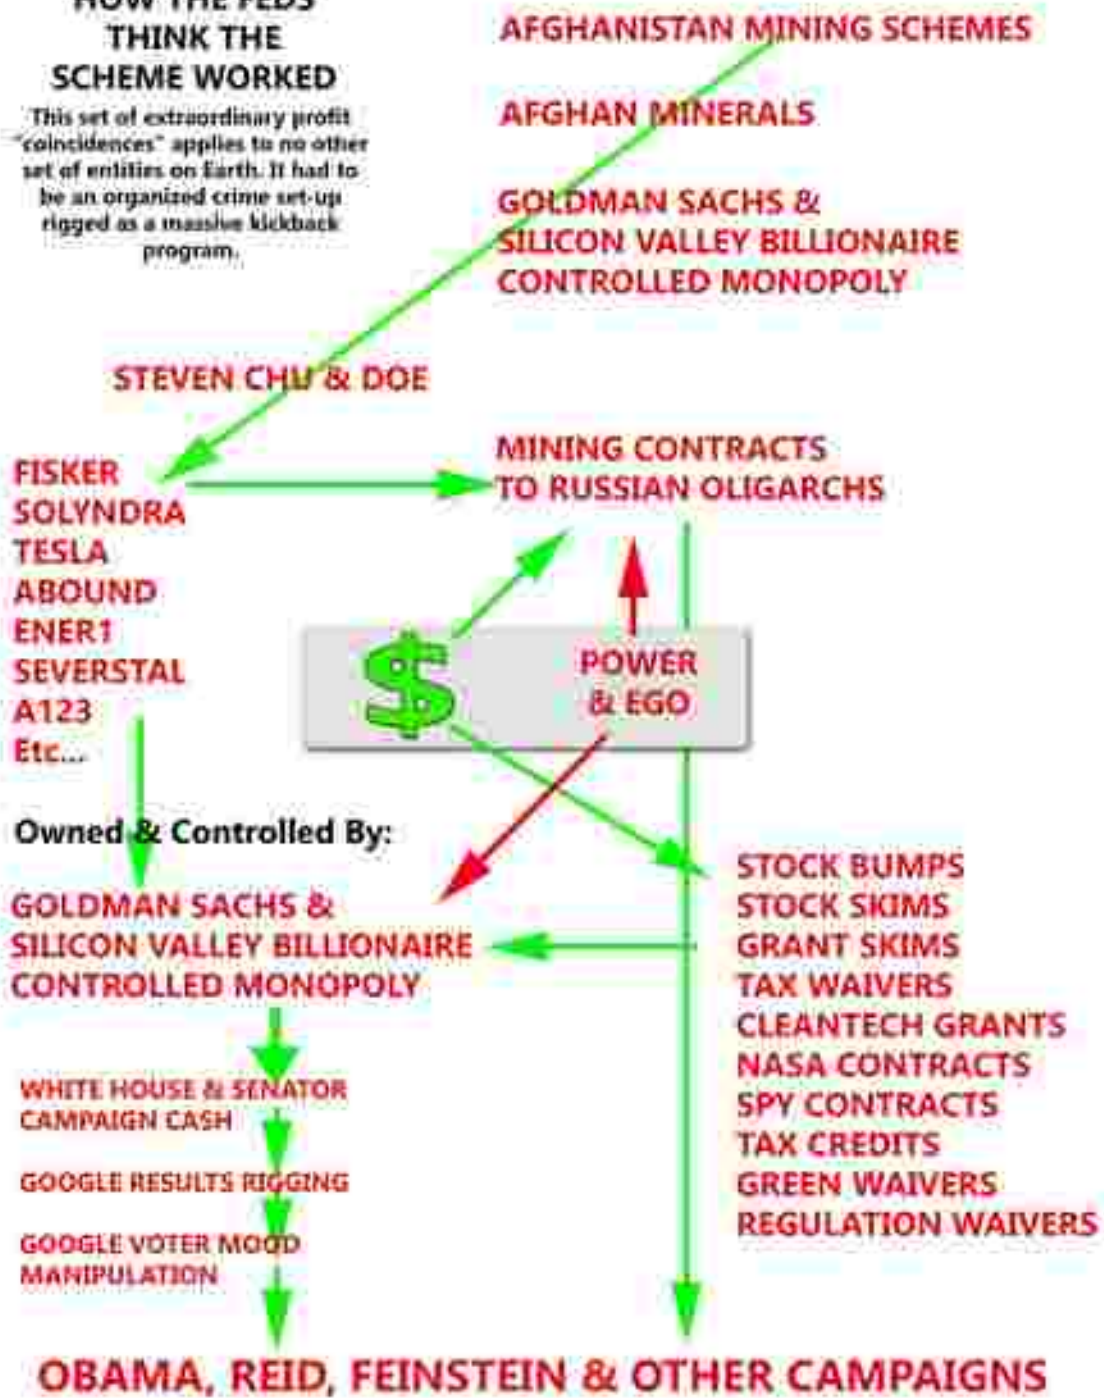 HOW THE FEDS
THINK THE
SCHEME WORKED
This set of extraordinary profit
"coincidences" applies to no other
set of entities on Earth. It had to
be an organized crime set-up
rigged as a massive kickback
program.
AFGHANISTAN MINING SCHEMES
AFGHAN MINERALS
GOLDMAN SACHS &
SILICON VALLEY BILLIONAIRE
CONTROLLED MONOPOLY
STEVEN CHU & DOE
FISKER
SOLYNDRA
TESLA
ABOUND
ENER1
SEVERSTAL
A123
Etc...
MINING CONTRACTS
TO RUSSIAN OLIGARCHS
$
POWER
& EGO
Owned & Controlled By:
GOLDMAN SACHS &
SILICON VALLEY BILLIONAIRE
CONTROLLED MONOPOLY
STOCK BUMPS
STOCK SKIMS
GRANT SKIMS
TAX WAIVERS
CLEANTECH GRANTS
NASA CONTRACTS
SPY CONTRACTS
TAX CREDITS
GREEN WAIVERS
REGULATION WAIVERS
WHITE HOUSE & SENATOR
CAMPAIGN CASH
GOOGLE RESULTS RIGGING
GOOGLE VOTER MOOD
MANIPULATION
OBAMA, REID, FEINSTEIN & OTHER CAMPAIGNS